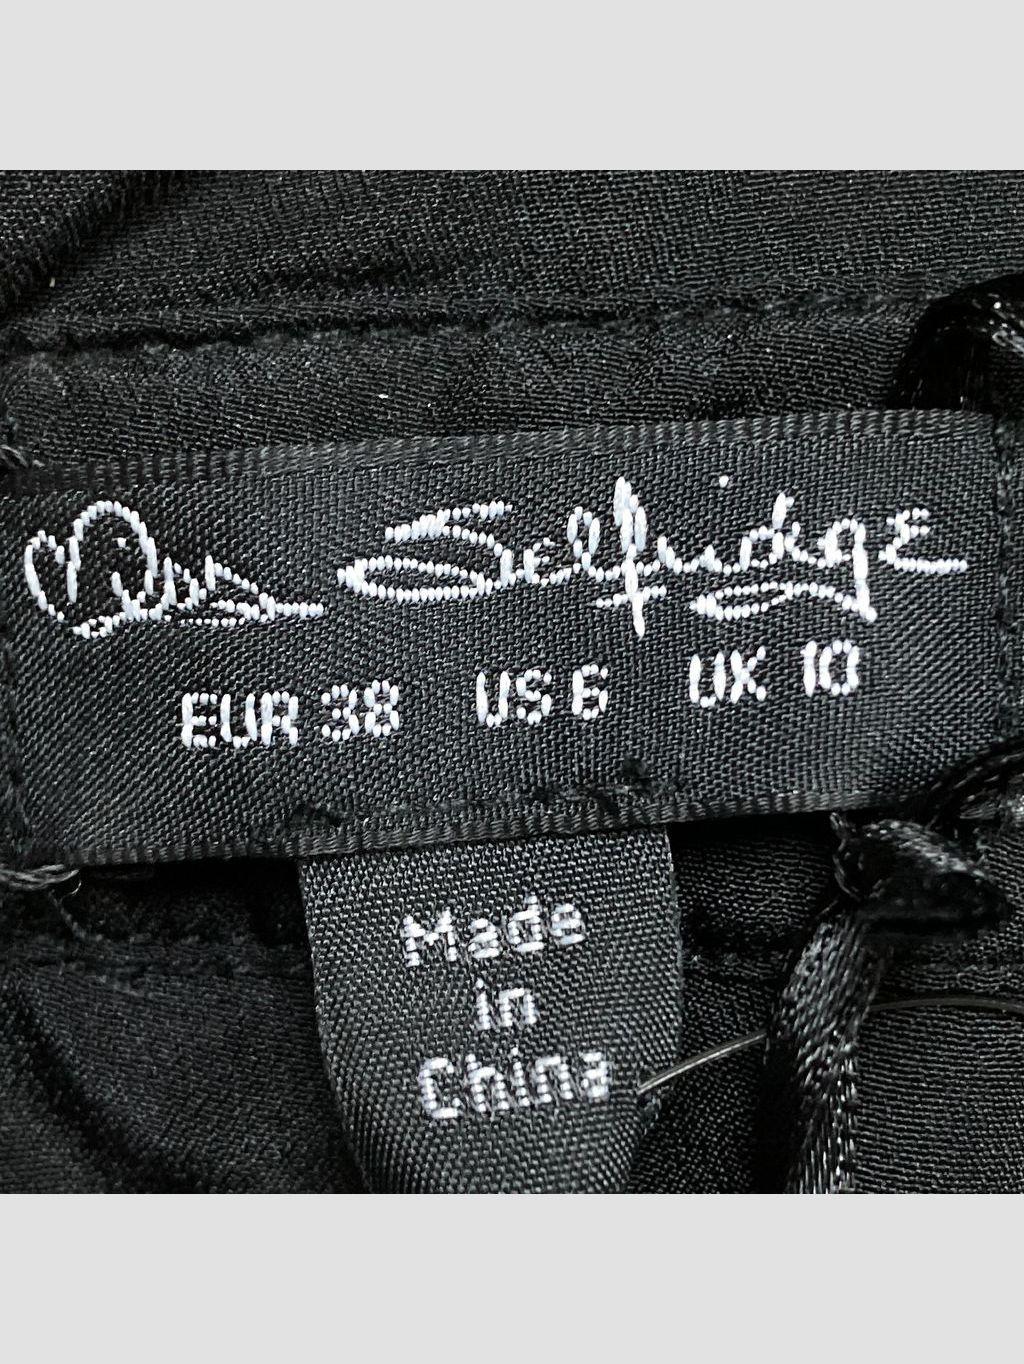 Miss Selfridge
EUR 38 US 6 UK 10
Made
in
China